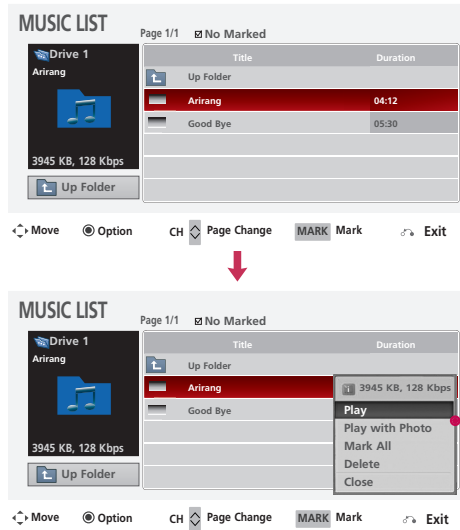 MUSIC LIST
Page 1/1 No Marked
Drive 1
Arirang
3945 KB, 128 Kbps
Up Folder
Title Duration
Up Folder
Arirang 04:12
Good Bye 05:30
Move Option CH Page Change MARK Mark Exit
MUSIC LIST
Page 1/1 No Marked
Drive 1
Arirang
3945 KB, 128 Kbps
Up Folder
Title Duration
Up Folder
Arirang
Good Bye
3945 KB, 128 Kbps
Play
Play with Photo
Mark All
Delete
Close
Move Option CH Page Change MARK Mark Exit